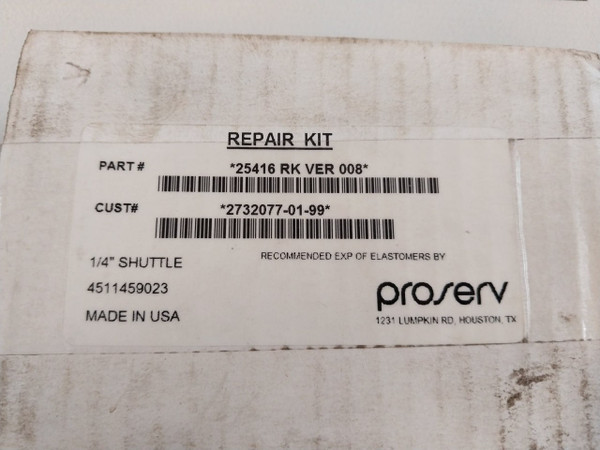 REPAIR KIT
PART # *25416 RK VER 008*
CUST# *2732077-01-99*
1/4" SHUTTLE RECOMMENDED EXP OF ELASTOMERS BY
4511459023
proserv
MADE IN USA
1231 LUMPKIN RD, HOUSTON, TX